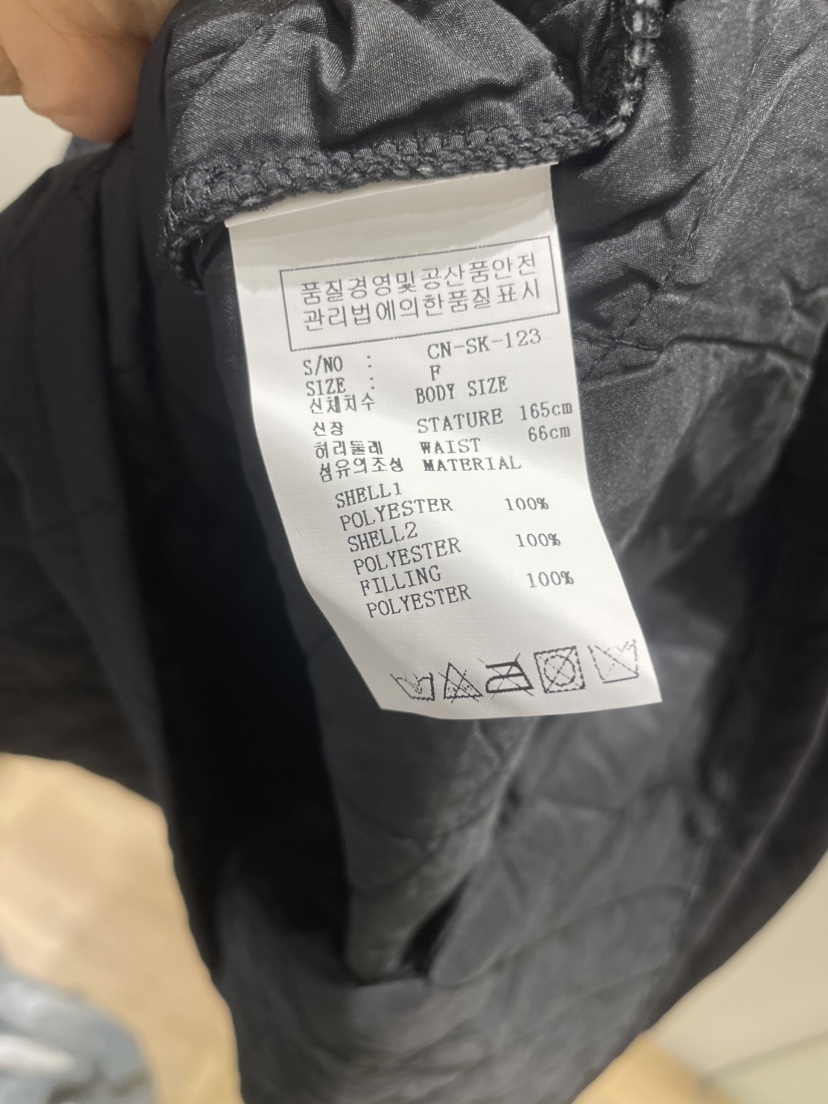 품질경영및공산품안전
관리법에의한품질표시
S/NO : CN-SK-123
SIZE : F
신체치수 BODY SIZE
신장 STATURE 165cm
허리둘레 WAIST 66cm
섬유의조성 MATERIAL
SHELL1
POLYESTER 100%
SHELL2
POLYESTER 100%
FILLING
POLYESTER 100%